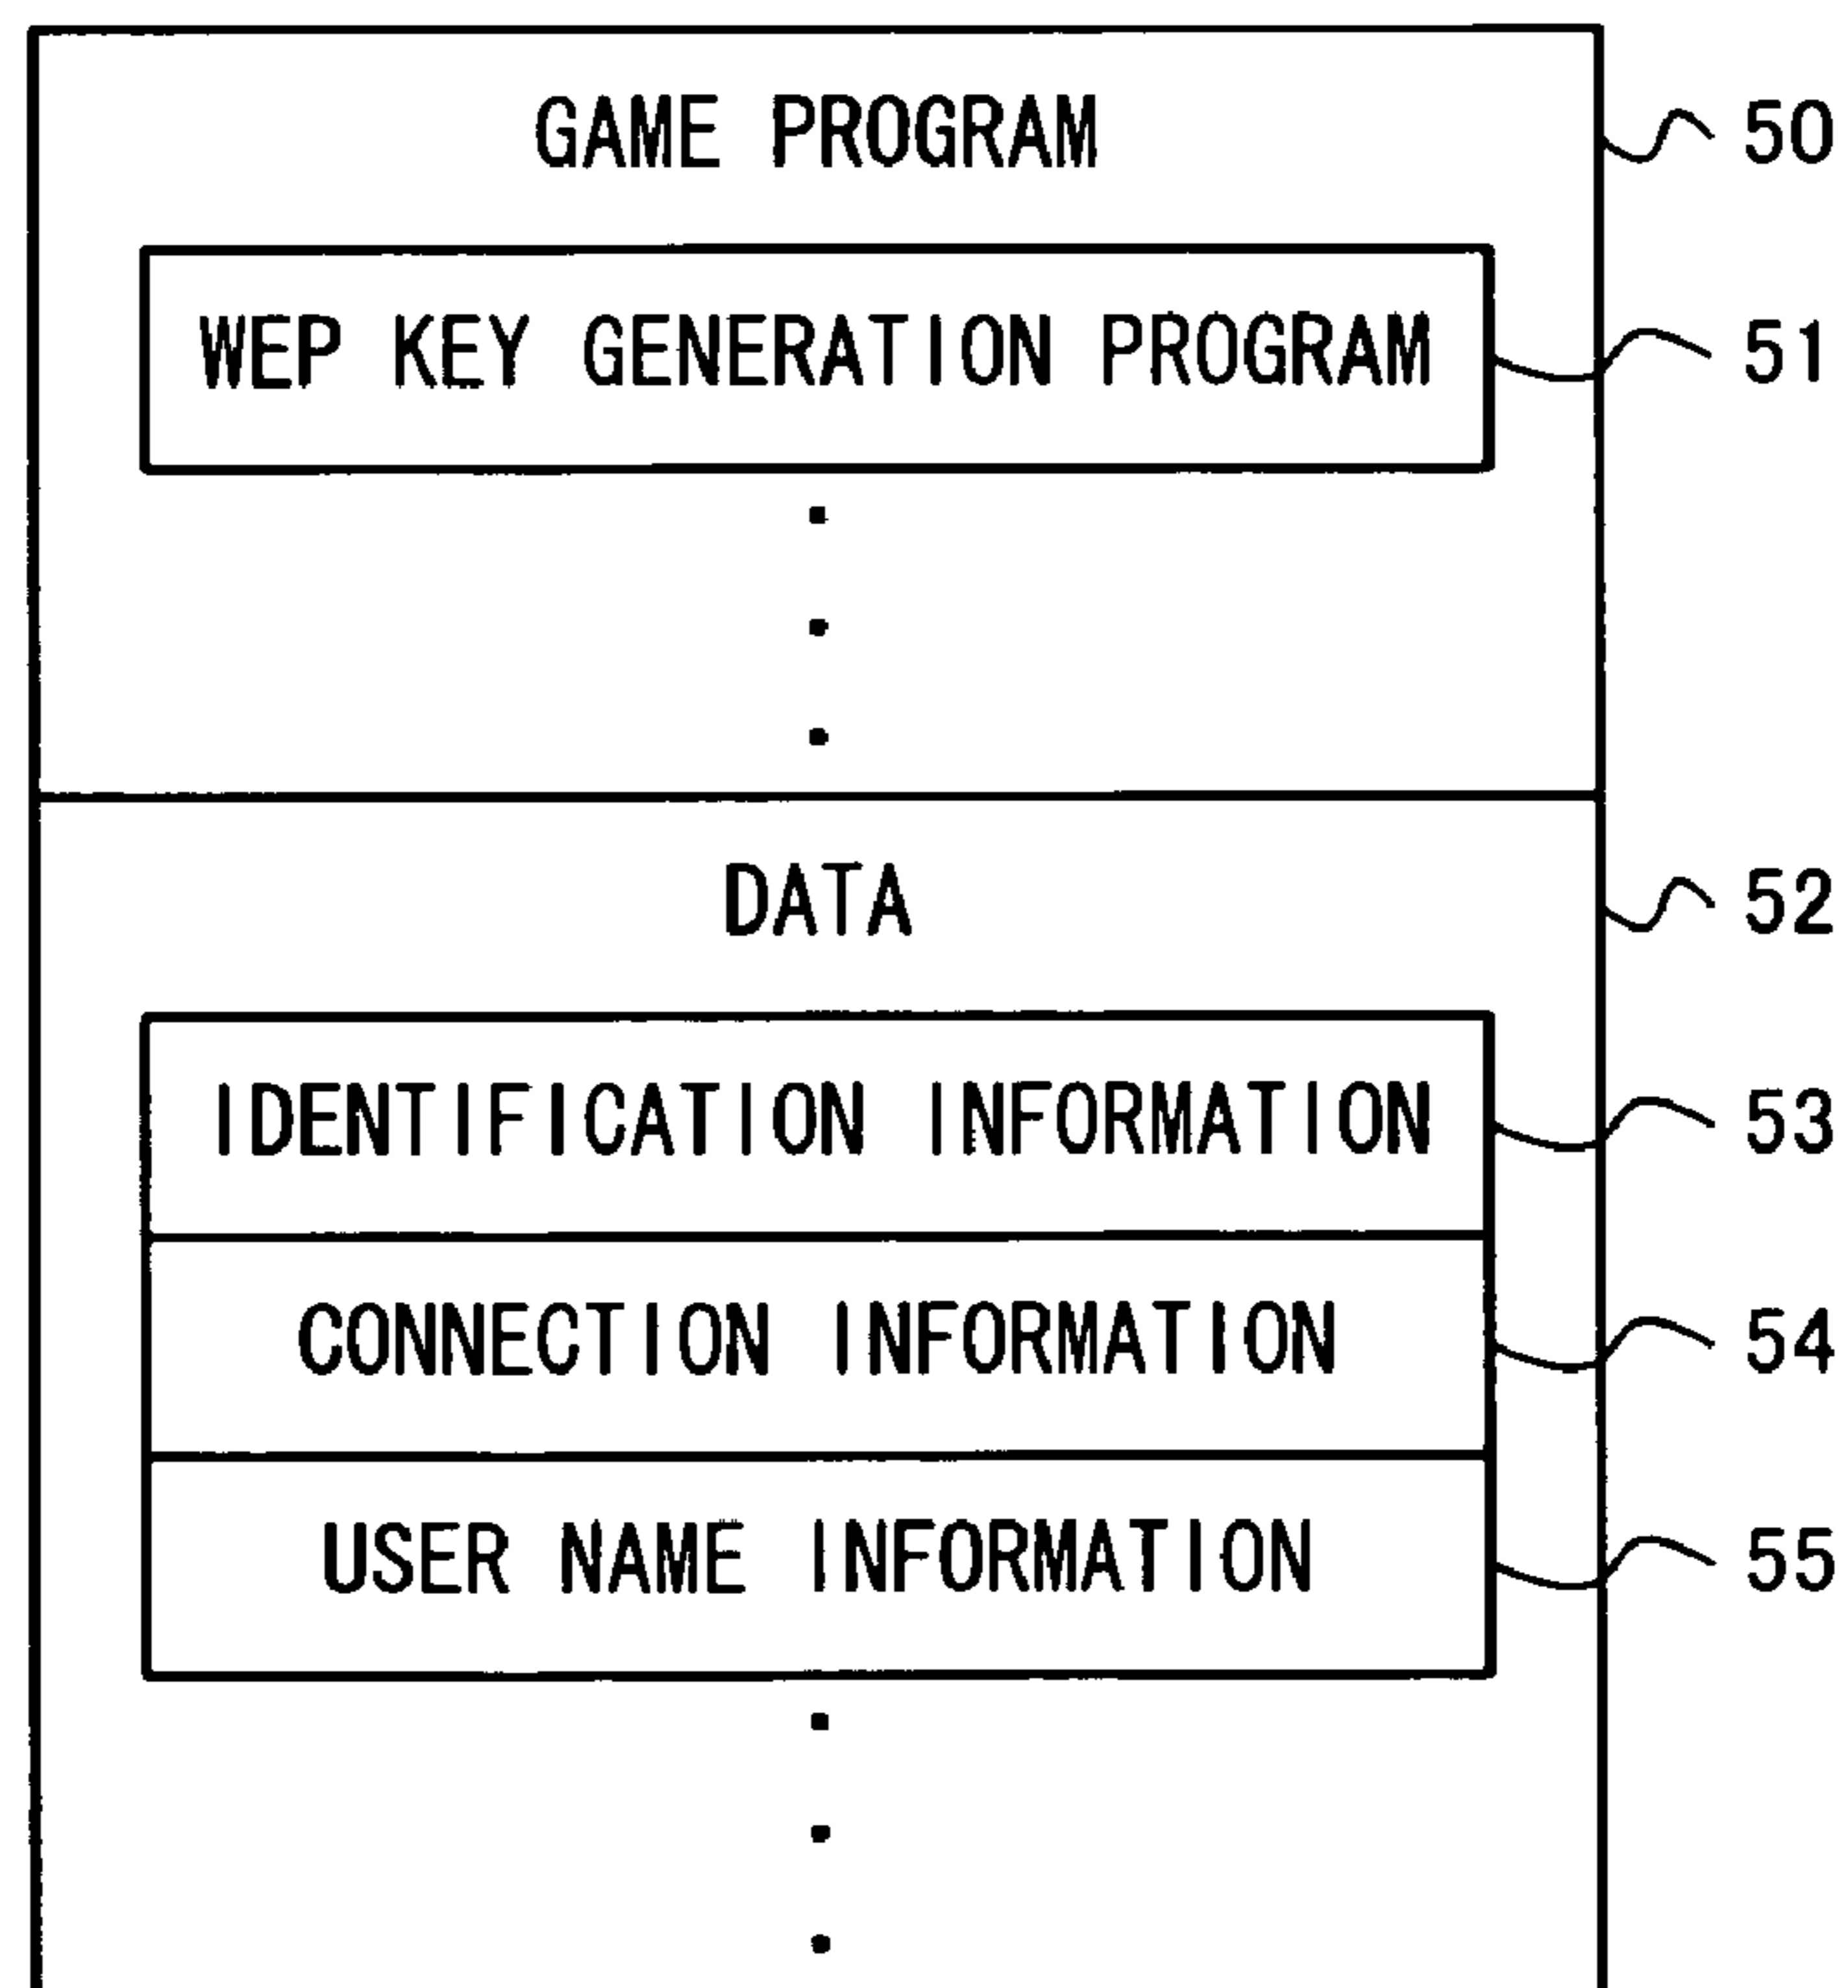 GAME PROGRAM 50
WEP KEY GENERATION PROGRAM 51
DATA 52
IDENTIFICATION INFORMATION 53
CONNECTION INFORMATION 54
USER NAME INFORMATION 55